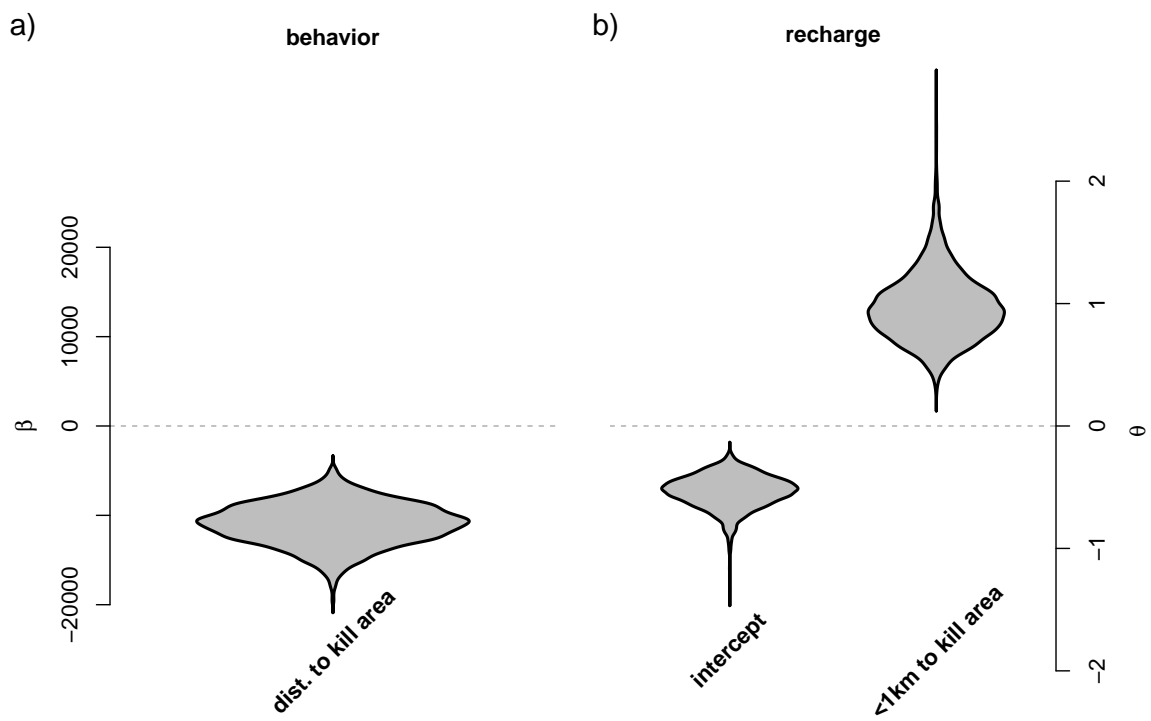 a)
behavior
20000
10000
0
−20000
β
dist. to kill area
b)
recharge
2
1
0
−1
−2
θ
intercept
<1km to kill area